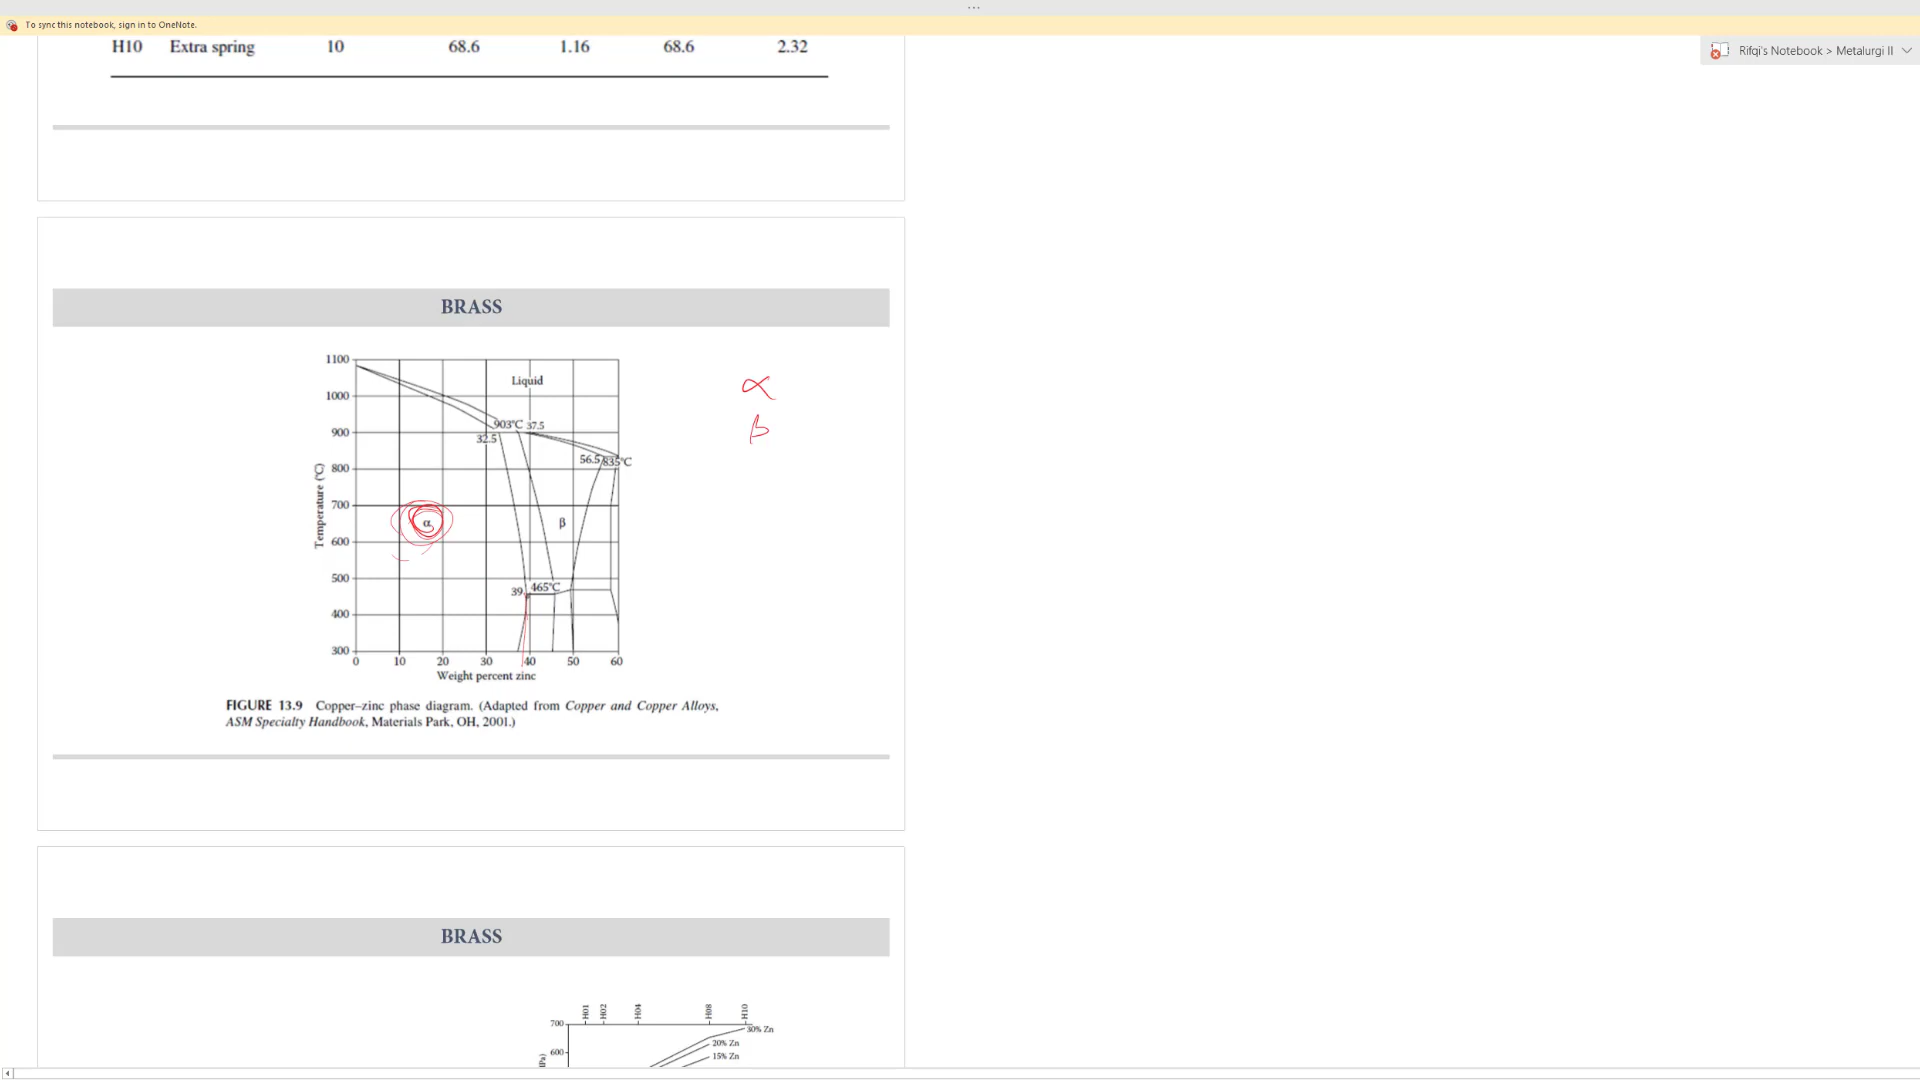 To sync this notebook, sign in to OneNote.
Rifqi's Notebook > Metalurgi II
H10 Extra spring 10 68.6 1.16 68.6 2.32
BRASS
1100
Liquid
1000
903°C 37.5
900
32.5
56.5 835°C
800
Temperature (°C)
700
α
β
600
500
39 465°C
400
300
0 10 20 30 40 50 60
Weight percent zinc
α
β
FIGURE 13.9 Copper–zinc phase diagram. (Adapted from Copper and Copper Alloys,
ASM Specialty Handbook, Materials Park, OH, 2001.)
BRASS
H01 H02 H04 H08 H10
700
30% Zn
20% Zn
600
15% Zn